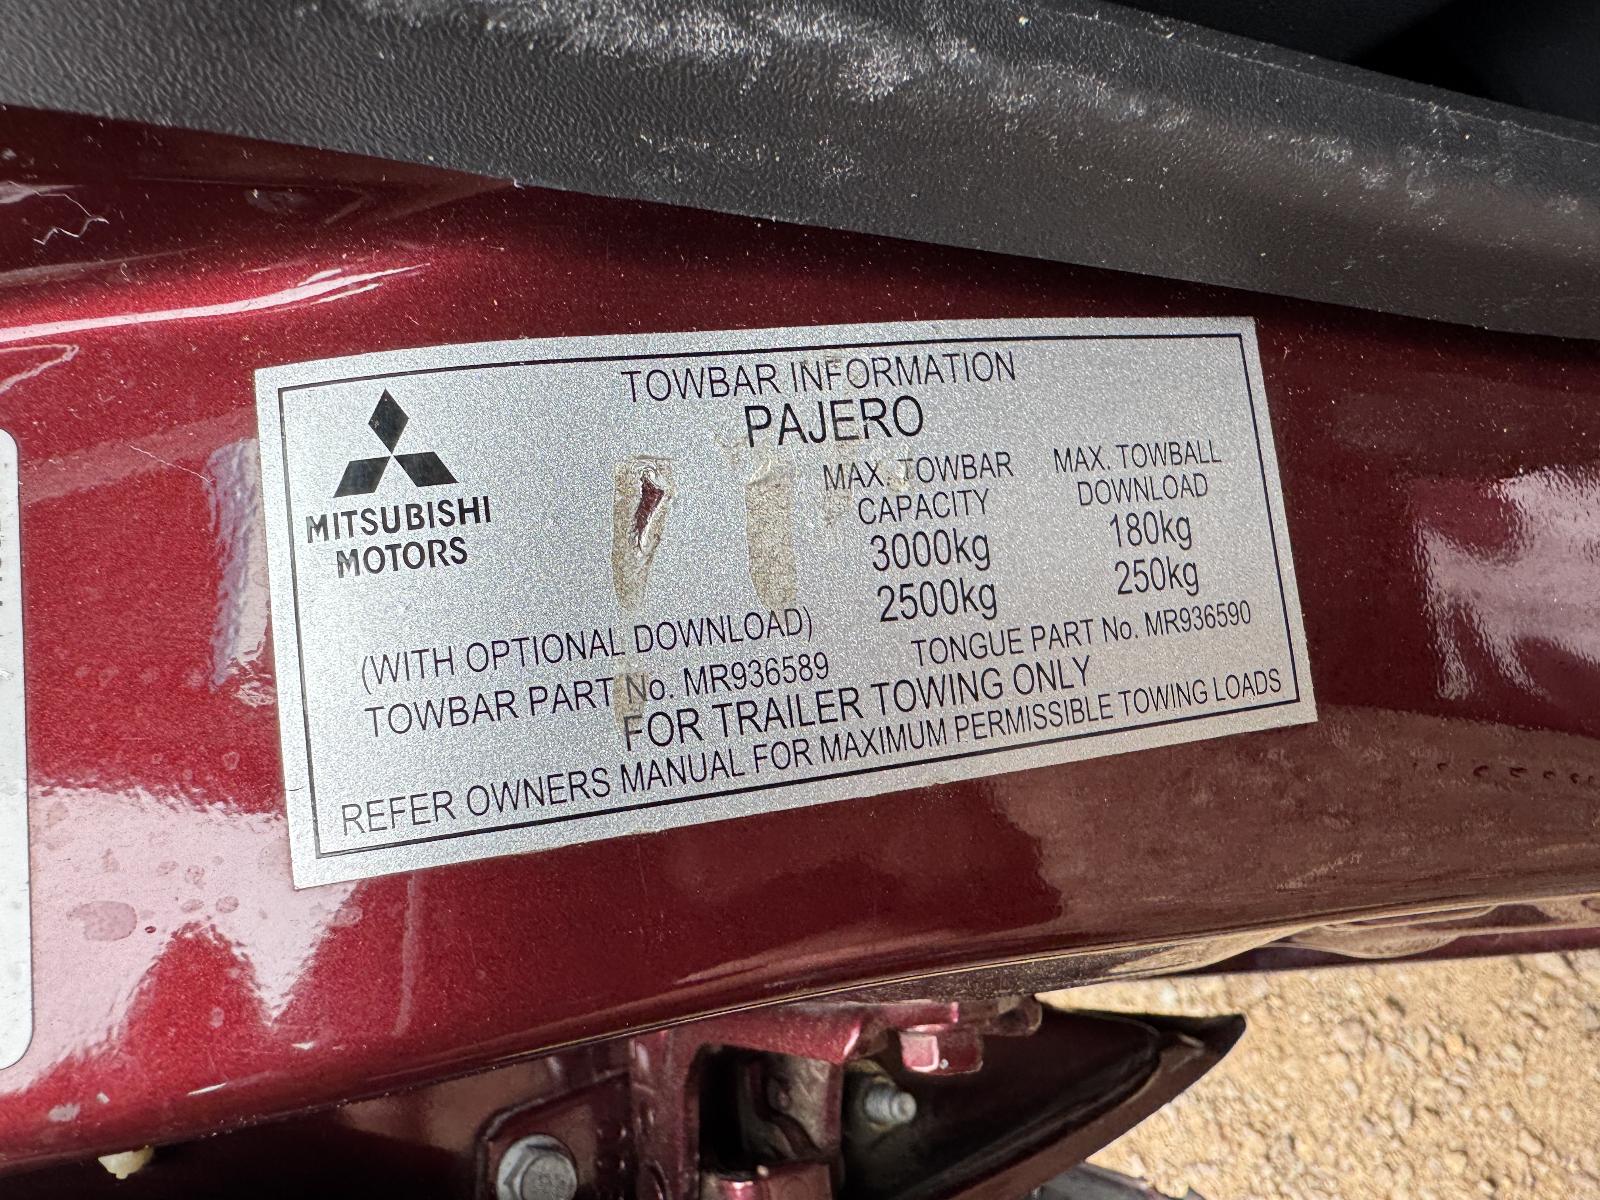 TOWBAR INFORMATION
PAJERO
MITSUBISHI
MOTORS
MAX. TOWBAR
CAPACITY
MAX. TOWBALL
DOWNLOAD
3000kg 180kg
(WITH OPTIONAL DOWNLOAD) 2500kg 250kg
TOWBAR PART No. MR936589 TONGUE PART No. MR936590
FOR TRAILER TOWING ONLY
REFER OWNERS MANUAL FOR MAXIMUM PERMISSIBLE TOWING LOADS